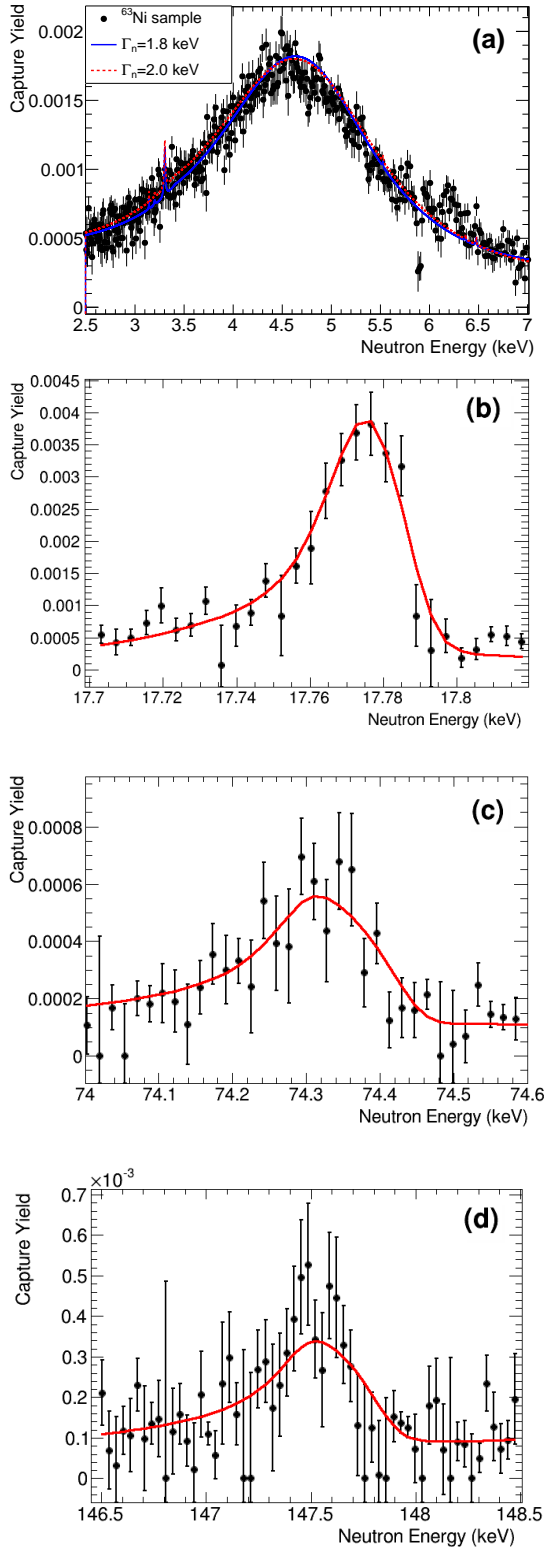 ⁶³Ni sample
Γn=1.8 keV
Γn=2.0 keV
(a)
Capture Yield
0.002
0.0015
0.001
0.0005
0
2.5 3 3.5 4 4.5 5 5.5 6 6.5 7
Neutron Energy (keV)
(b)
Capture Yield
0.0045
0.004
0.0035
0.003
0.0025
0.002
0.0015
0.001
0.0005
0
17.7 17.72 17.74 17.76 17.78 17.8
Neutron Energy (keV)
(c)
Capture Yield
0.0008
0.0006
0.0004
0.0002
0
74 74.1 74.2 74.3 74.4 74.5 74.6
Neutron Energy (keV)
×10⁻³
(d)
Capture Yield
0.7
0.6
0.5
0.4
0.3
0.2
0.1
0
146.5 147 147.5 148 148.5
Neutron Energy (keV)